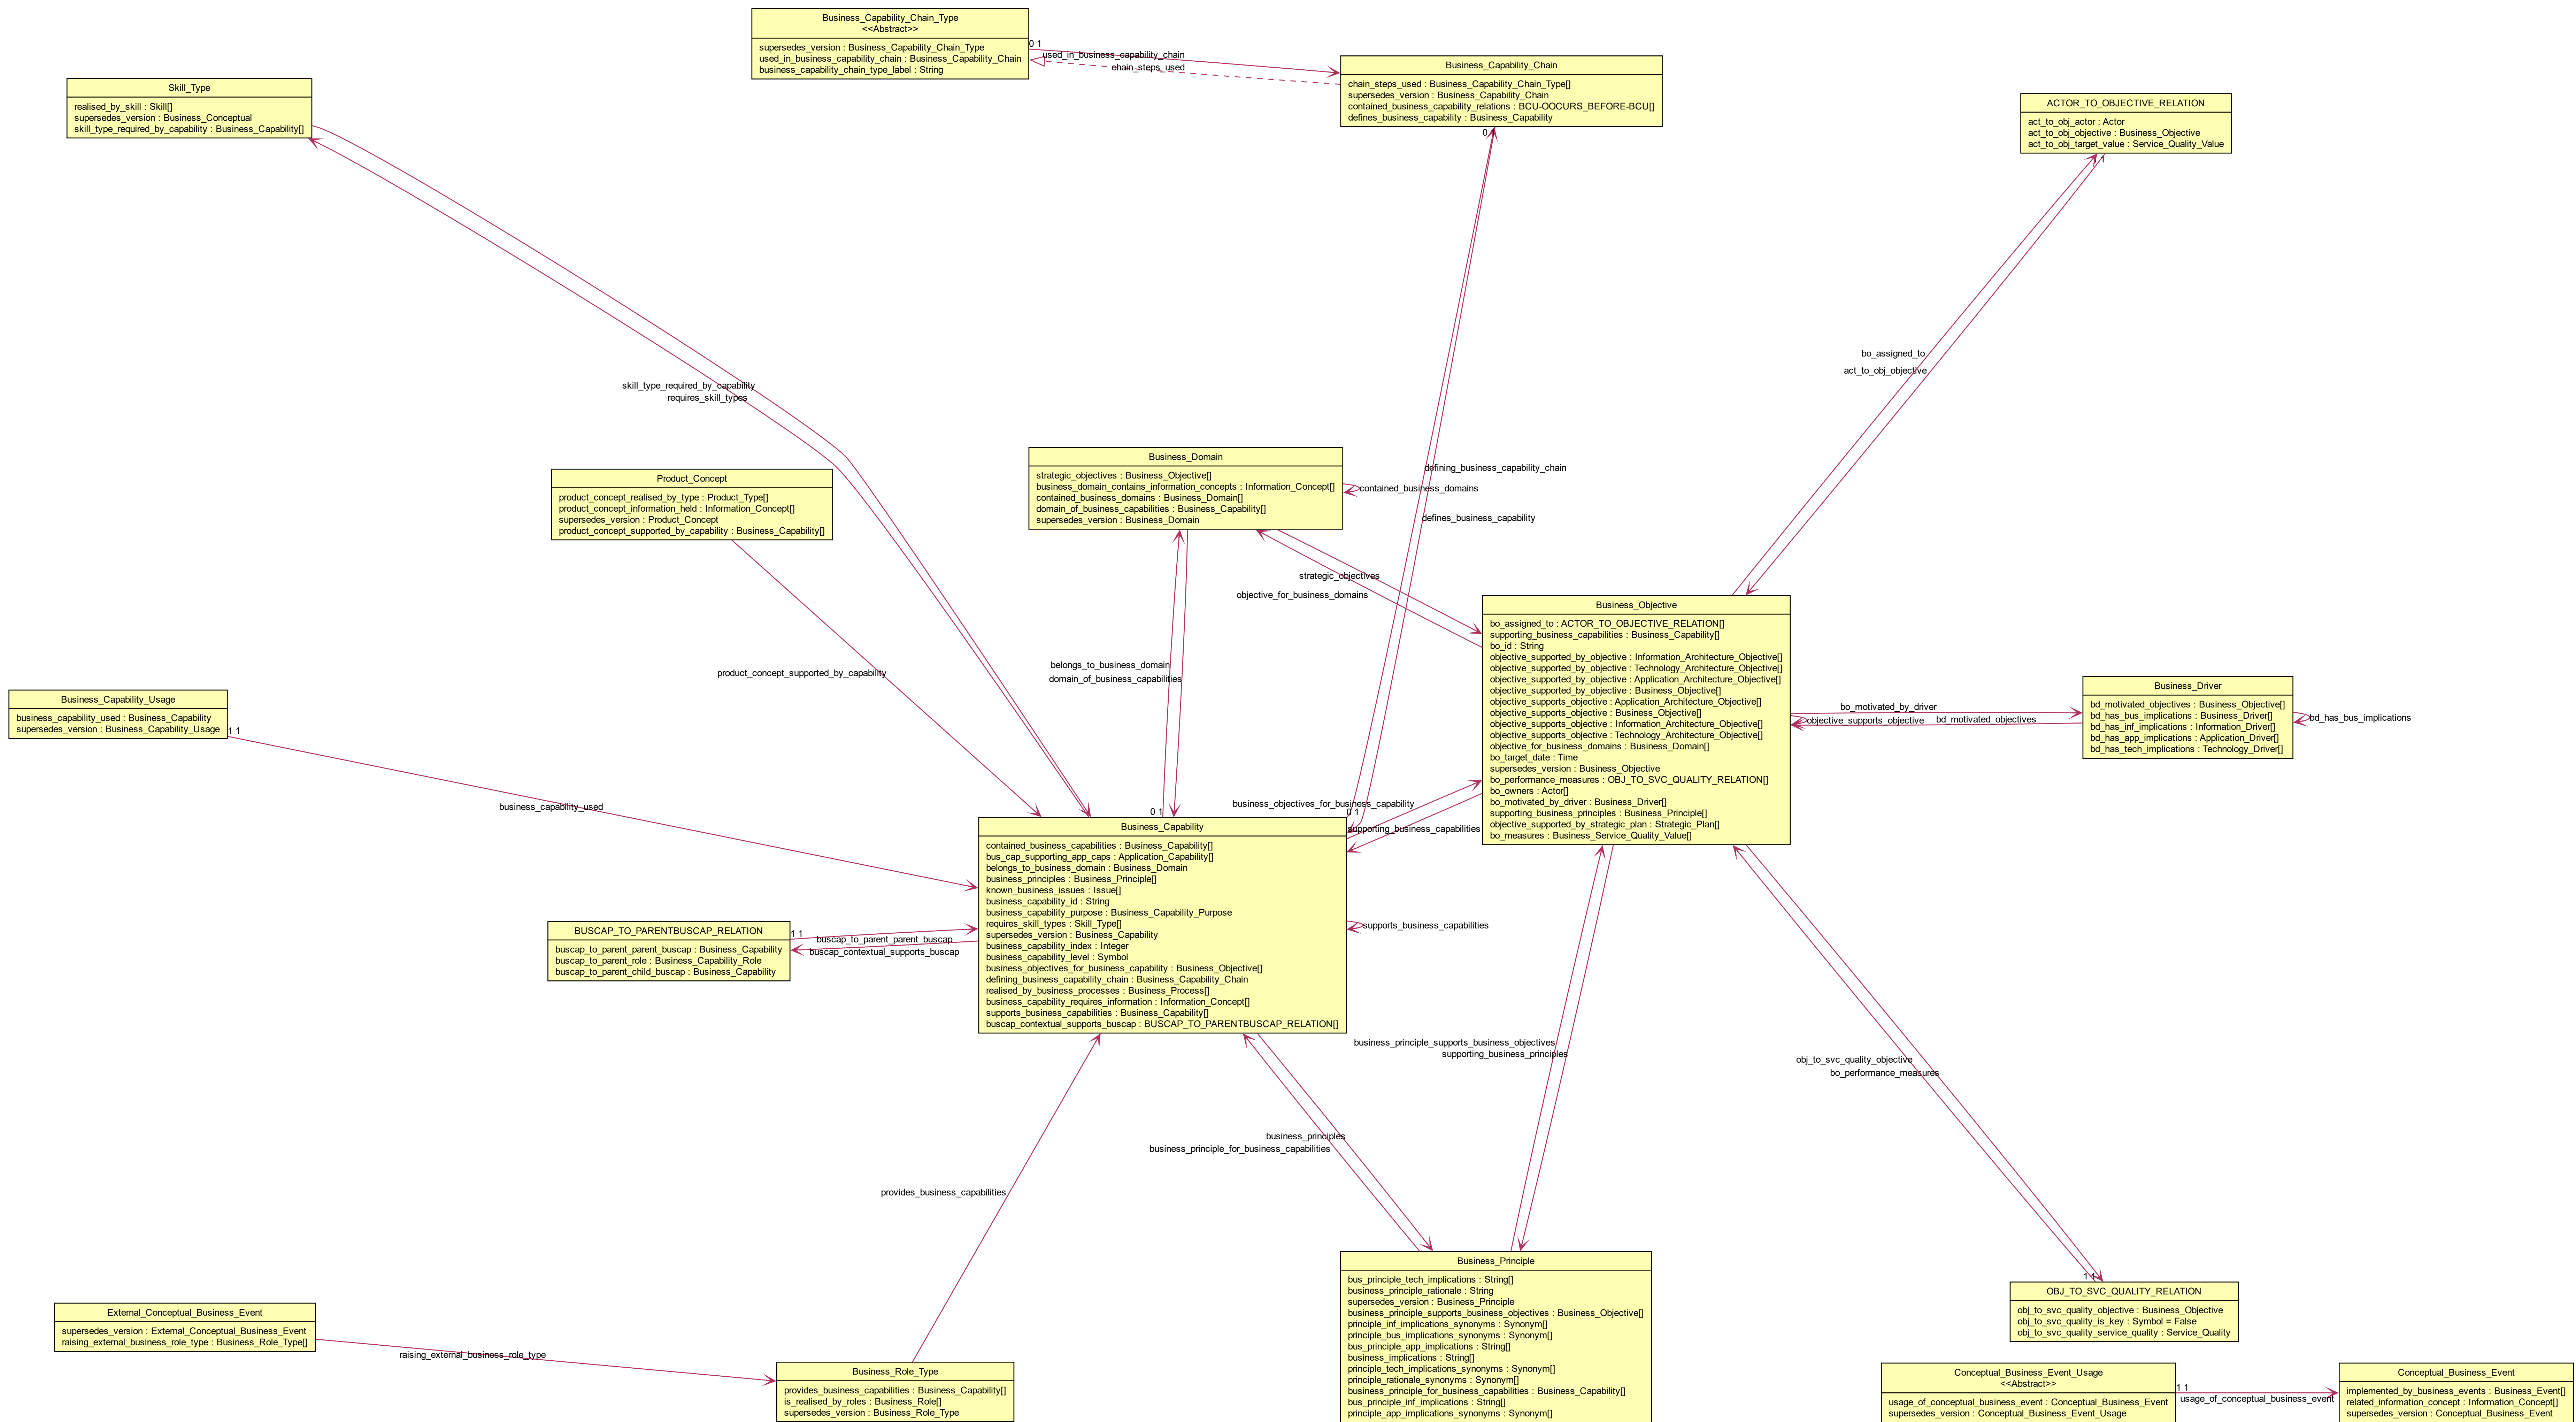 Business_Capability_Chain_Type
<<Abstract>>
supersedes_version : Business_Capability_Chain_Type
used_in_business_capability_chain : Business_Capability_Chain
business_capability_chain_type_label : String
0 1
used_in_business_capability_chain
chain_steps_used
Business_Capability_Chain
chain_steps_used : Business_Capability_Chain_Type[]
supersedes_version : Business_Capability_Chain
contained_business_capability_relations : BCU-OOCURS_BEFORE-BCU[]
defines_business_capability : Business_Capability
Skill_Type
realised_by_skill : Skill[]
supersedes_version : Business_Conceptual
skill_type_required_by_capability : Business_Capability[]
ACTOR_TO_OBJECTIVE_RELATION
act_to_obj_actor : Actor
act_to_obj_objective : Business_Objective
act_to_obj_target_value : Service_Quality_Value
1 1
bo_assigned_to
act_to_obj_objective
skill_type_required_by_capability
requires_skill_types
Business_Domain
strategic_objectives : Business_Objective[]
business_domain_contains_information_concepts : Information_Concept[]
contained_business_domains : Business_Domain[]
domain_of_business_capabilities : Business_Capability[]
supersedes_version : Business_Domain
contained_business_domains
defining_business_capability_chain
defines_business_capability
Product_Concept
product_concept_realised_by_type : Product_Type[]
product_concept_information_held : Information_Concept[]
supersedes_version : Product_Concept
product_concept_supported_by_capability : Business_Capability[]
strategic_objectives
objective_for_business_domains
Business_Objective
bo_assigned_to : ACTOR_TO_OBJECTIVE_RELATION[]
supporting_business_capabilities : Business_Capability[]
bo_id : String
objective_supported_by_objective : Information_Architecture_Objective[]
objective_supported_by_objective : Technology_Architecture_Objective[]
objective_supported_by_objective : Application_Architecture_Objective[]
objective_supported_by_objective : Business_Objective[]
objective_supports_objective : Application_Architecture_Objective[]
objective_supports_objective : Business_Objective[]
objective_supports_objective : Information_Architecture_Objective[]
objective_supports_objective : Technology_Architecture_Objective[]
objective_for_business_domains : Business_Domain[]
bo_target_date : Time
supersedes_version : Business_Objective
bo_performance_measures : OBJ_TO_SVC_QUALITY_RELATION[]
bo_owners : Actor[]
bo_motivated_by_driver : Business_Driver[]
supporting_business_principles : Business_Principle[]
objective_supported_by_strategic_plan : Strategic_Plan[]
bo_measures : Business_Service_Quality_Value[]
bo_motivated_by_driver
objective_supports_objective
bd_motivated_objectives
Business_Driver
bd_motivated_objectives : Business_Objective[]
bd_has_bus_implications : Business_Driver[]
bd_has_inf_implications : Information_Driver[]
bd_has_app_implications : Application_Driver[]
bd_has_tech_implications : Technology_Driver[]
bd_has_bus_implications
product_concept_supported_by_capability
belongs_to_business_domain
domain_of_business_capabilities
Business_Capability_Usage
business_capability_used : Business_Capability
supersedes_version : Business_Capability_Usage
1 1
business_capability_used
0 1
0 1
business_objectives_for_business_capability
supporting_business_capabilities
Business_Capability
contained_business_capabilities : Business_Capability[]
bus_cap_supporting_app_caps : Application_Capability[]
belongs_to_business_domain : Business_Domain
business_principles : Business_Principle[]
known_business_issues : Issue[]
business_capability_id : String
business_capability_purpose : Business_Capability_Purpose
requires_skill_types : Skill_Type[]
supersedes_version : Business_Capability
business_capability_index : Integer
business_capability_level : Symbol
business_objectives_for_business_capability : Business_Objective[]
defining_business_capability_chain : Business_Capability_Chain
realised_by_business_processes : Business_Process[]
business_capability_requires_information : Information_Concept[]
supports_business_capabilities : Business_Capability[]
buscap_contextual_supports_buscap : BUSCAP_TO_PARENTBUSCAP_RELATION[]
supports_business_capabilities
BUSCAP_TO_PARENTBUSCAP_RELATION
buscap_to_parent_parent_buscap : Business_Capability
buscap_to_parent_role : Business_Capability_Role
buscap_to_parent_child_buscap : Business_Capability
1 1
buscap_to_parent_parent_buscap
buscap_contextual_supports_buscap
business_principle_supports_business_objectives
supporting_business_principles
obj_to_svc_quality_objective
bo_performance_measures
business_principles
business_principle_for_business_capabilities
provides_business_capabilities
Business_Principle
bus_principle_tech_implications : String[]
business_principle_rationale : String
supersedes_version : Business_Principle
business_principle_supports_business_objectives : Business_Objective[]
principle_inf_implications_synonyms : Synonym[]
principle_bus_implications_synonyms : Synonym[]
bus_principle_app_implications : String[]
business_implications : String[]
principle_tech_implications_synonyms : Synonym[]
principle_rationale_synonyms : Synonym[]
business_principle_for_business_capabilities : Business_Capability[]
bus_principle_inf_implications : String[]
principle_app_implications_synonyms : Synonym[]
1 1
OBJ_TO_SVC_QUALITY_RELATION
obj_to_svc_quality_objective : Business_Objective
obj_to_svc_quality_is_key : Symbol = False
obj_to_svc_quality_service_quality : Service_Quality
External_Conceptual_Business_Event
supersedes_version : External_Conceptual_Business_Event
raising_external_business_role_type : Business_Role_Type[]
raising_external_business_role_type
Business_Role_Type
provides_business_capabilities : Business_Capability[]
is_realised_by_roles : Business_Role[]
supersedes_version : Business_Role_Type
Conceptual_Business_Event_Usage
<<Abstract>>
usage_of_conceptual_business_event : Conceptual_Business_Event
supersedes_version : Conceptual_Business_Event_Usage
1 1
usage_of_conceptual_business_event
Conceptual_Business_Event
implemented_by_business_events : Business_Event[]
related_information_concept : Information_Concept[]
supersedes_version : Conceptual_Business_Event